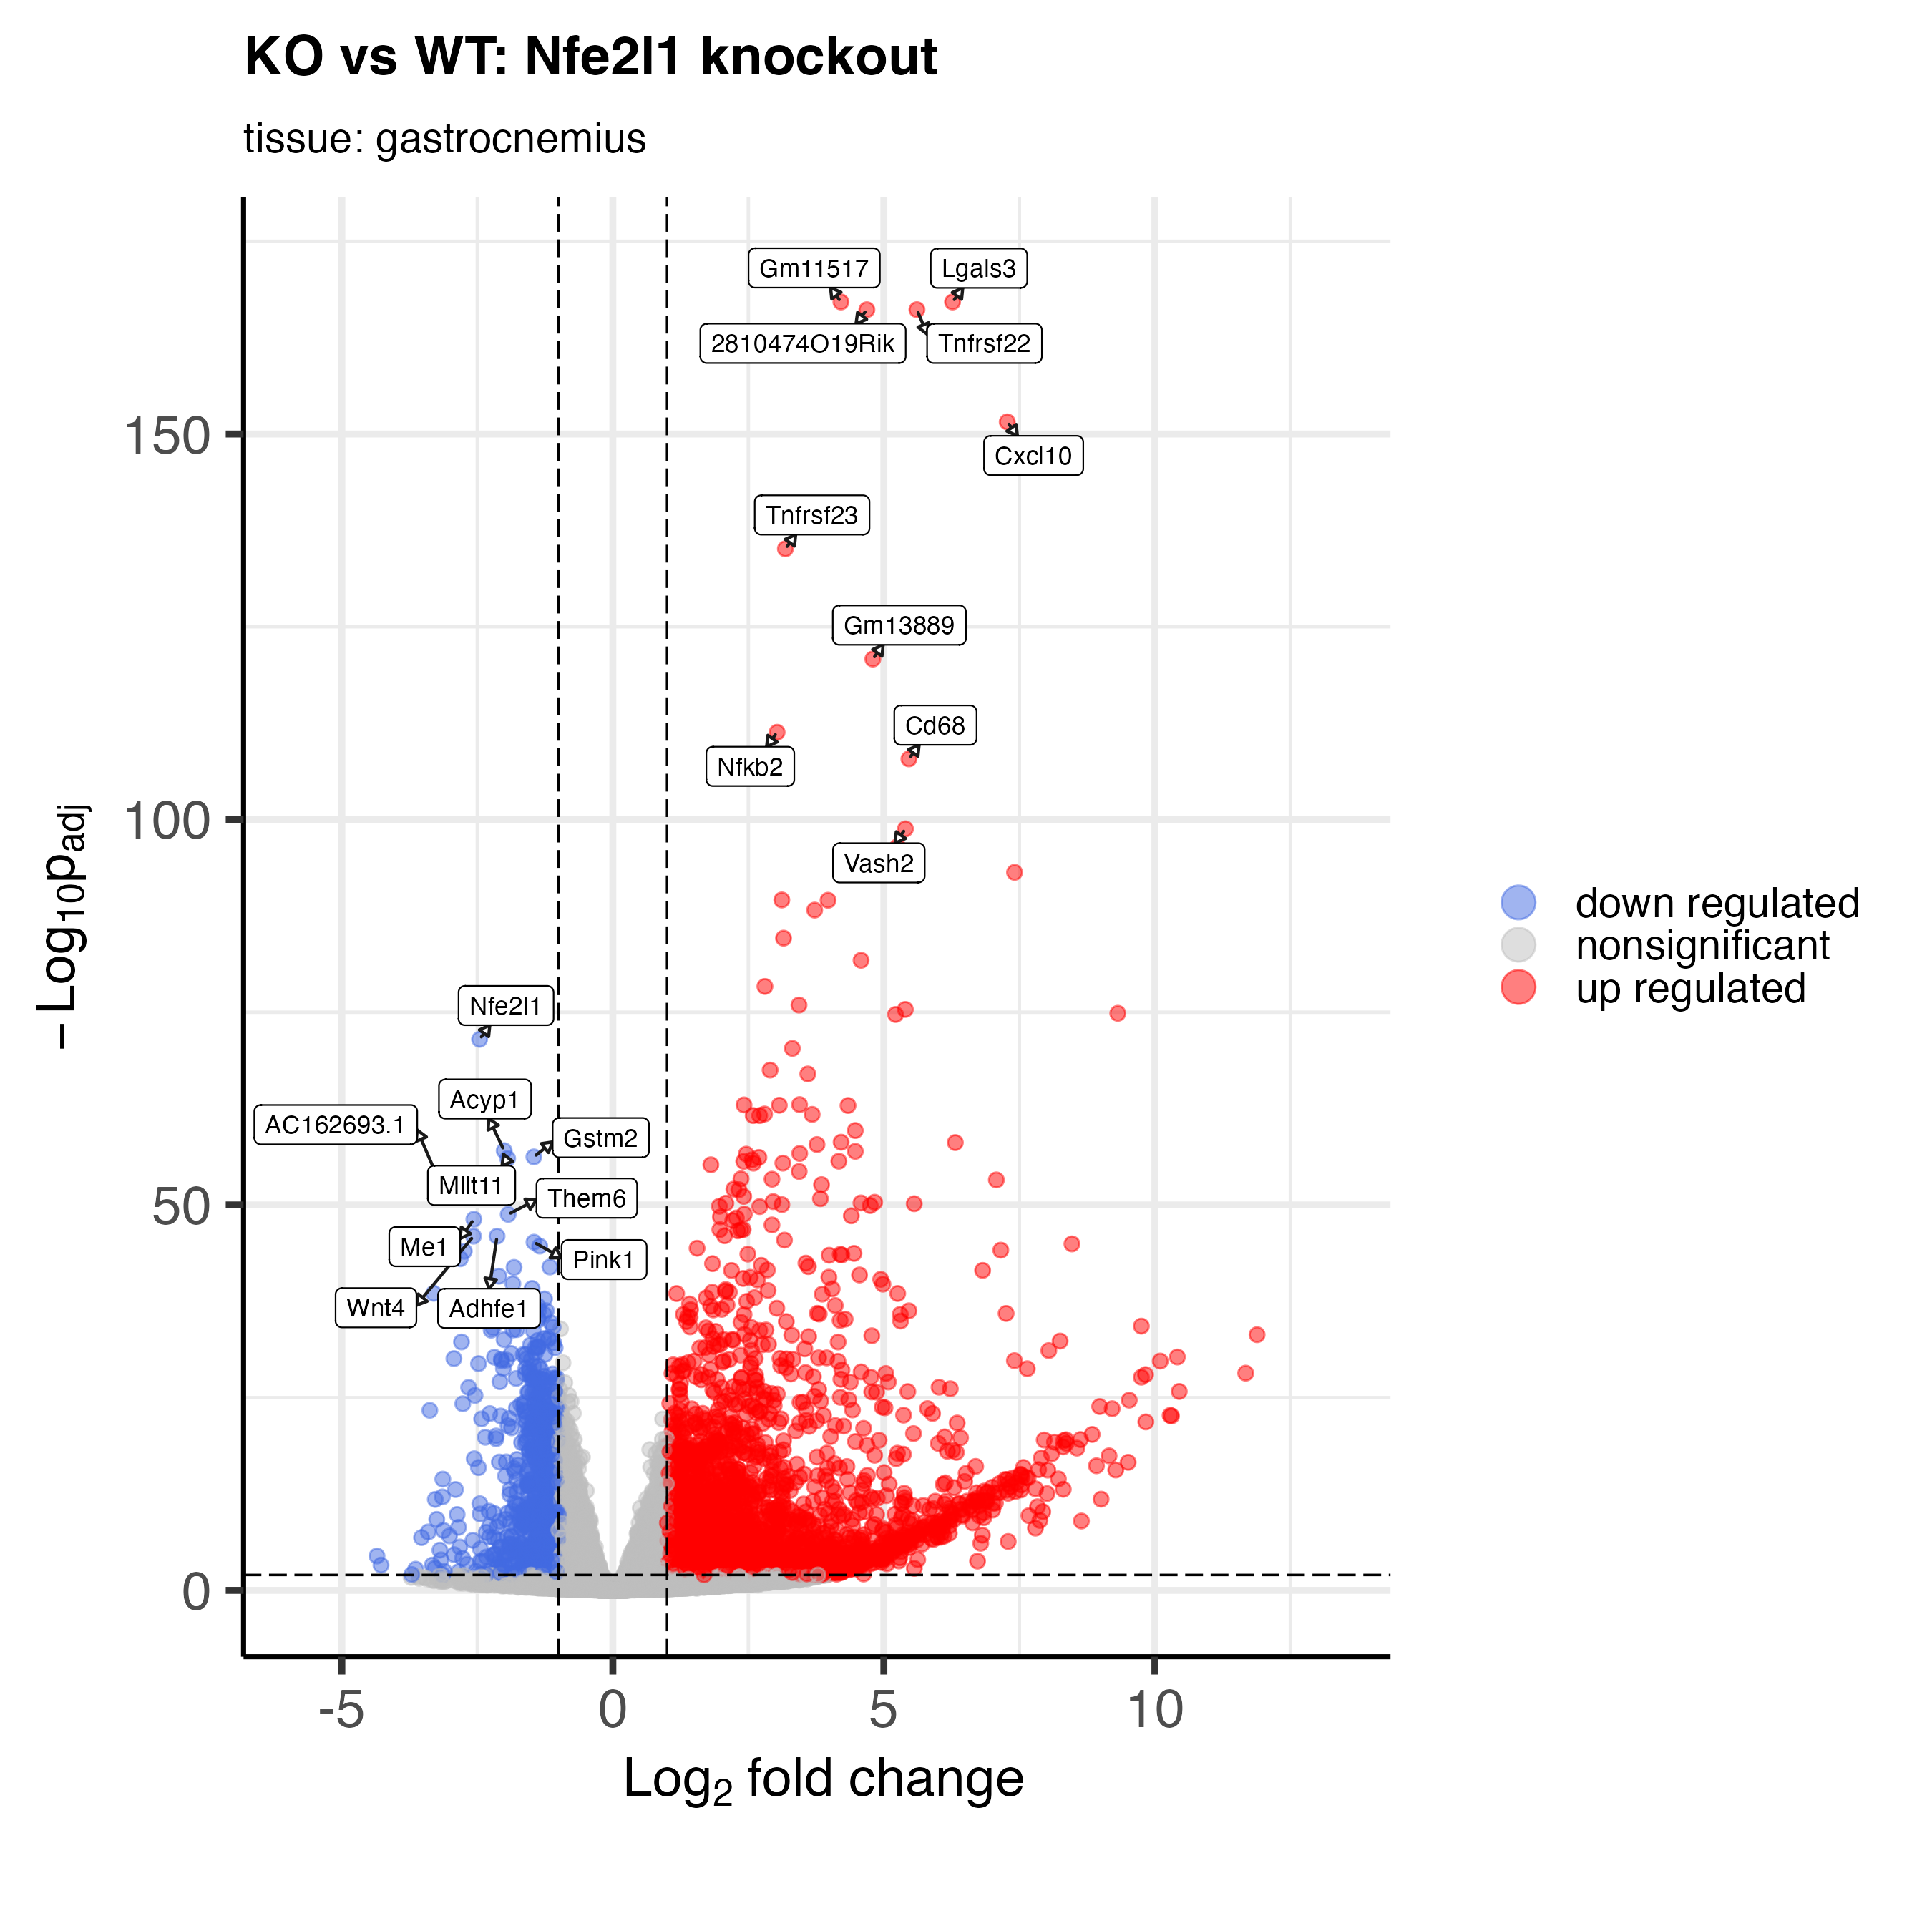 KO vs WT: Nfe2l1 knockout
tissue: gastrocnemius
Gm11517
Lgals3
2810474O19Rik
Tnfrsf22
Cxcl10
Tnfrsf23
Gm13889
Cd68
Nfkb2
Vash2
Nfe2l1
Acyp1
AC162693.1
Gstm2
Mllt11
Them6
Me1
Pink1
Wnt4
Adhfe1
150
100
50
0
-5
0
5
10
Log2 fold change
−Log10padj
down regulated
nonsignificant
up regulated